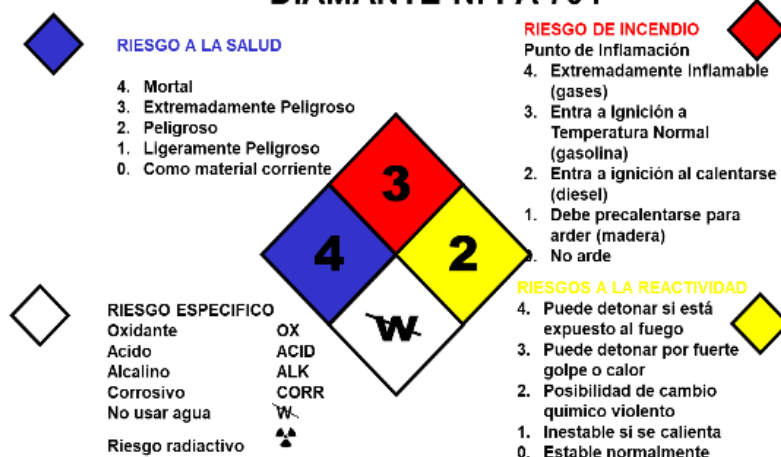 DIAMANTE NFPA 704
RIESGO A LA SALUD
4. Mortal
3. Extremadamente Peligroso
2. Peligroso
1. Ligeramente Peligroso
0. Como material corriente
RIESGO DE INCENDIO
Punto de Inflamación
4. Extremadamente Inflamable
(gases)
3. Entra a Ignición a
Temperatura Normal
(gasolina)
2. Entra a ignición al calentarse
(diesel)
1. Debe precalentarse para
arder (madera)
0. No arde
3
4
2
W
RIESGO ESPECIFICO
Oxidante OX
Acido ACID
Alcalino ALK
Corrosivo CORR
No usar agua W
Riesgo radiactivo
RIESGOS A LA REACTIVIDAD
4. Puede detonar si está
expuesto al fuego
3. Puede detonar por fuerte
golpe o calor
2. Posibilidad de cambio
químico violento
1. Inestable si se calienta
0. Estable normalmente